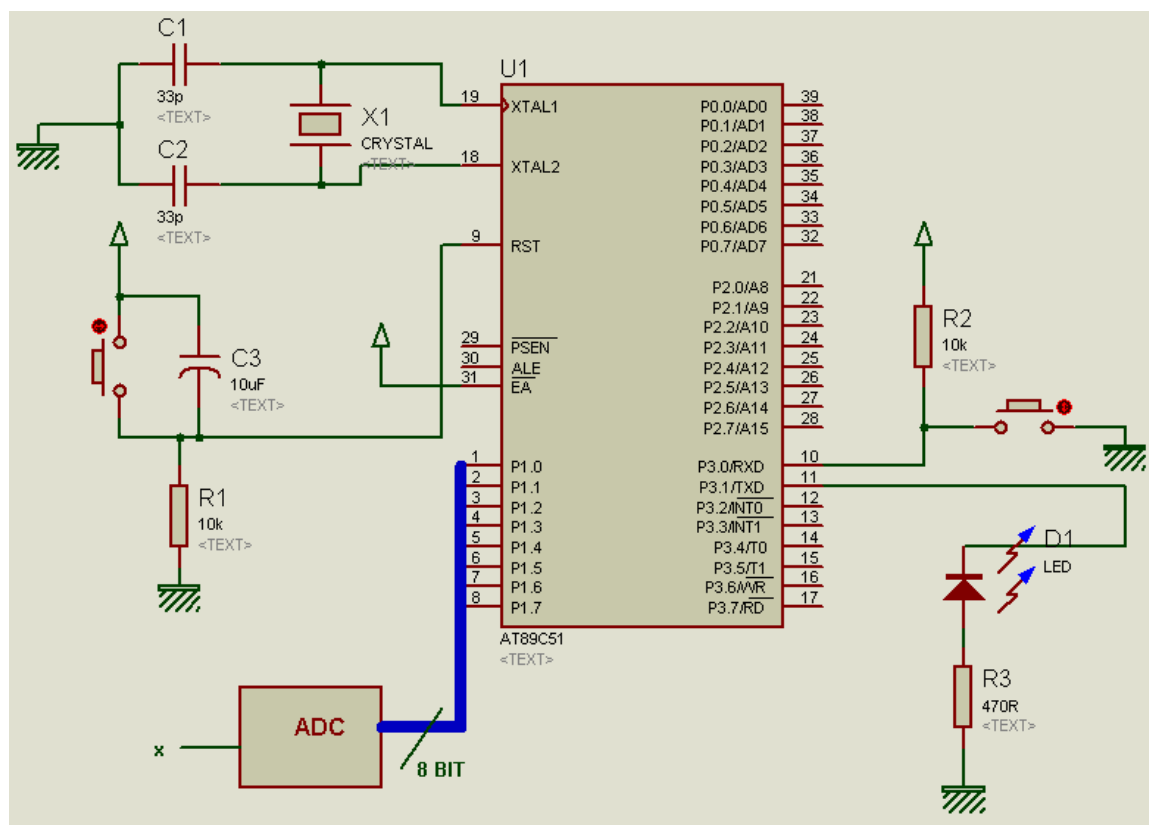 C1
33p
<TEXT>
C2
33p
<TEXT>
X1
CRYSTAL
<TEXT>
U1
19
XTAL1
18
XTAL2
9
RST
29
PSEN
30
ALE
31
EA
1
P1.0
2
P1.1
3
P1.2
4
P1.3
5
P1.4
6
P1.5
7
P1.6
8
P1.7
P0.0/AD0
39
P0.1/AD1
38
P0.2/AD2
37
P0.3/AD3
36
P0.4/AD4
35
P0.5/AD5
34
P0.6/AD6
33
P0.7/AD7
32
P2.0/A8
21
P2.1/A9
22
P2.2/A10
23
P2.3/A11
24
P2.4/A12
25
P2.5/A13
26
P2.6/A14
27
P2.7/A15
28
P3.0/RXD
10
P3.1/TXD
11
P3.2/INT0
12
P3.3/INT1
13
P3.4/T0
14
P3.5/T1
15
P3.6/WR
16
P3.7/RD
17
AT89C51
<TEXT>
C3
10uF
<TEXT>
R1
10k
<TEXT>
R2
10k
<TEXT>
D1
LED
R3
470R
<TEXT>
x
ADC
8 BIT